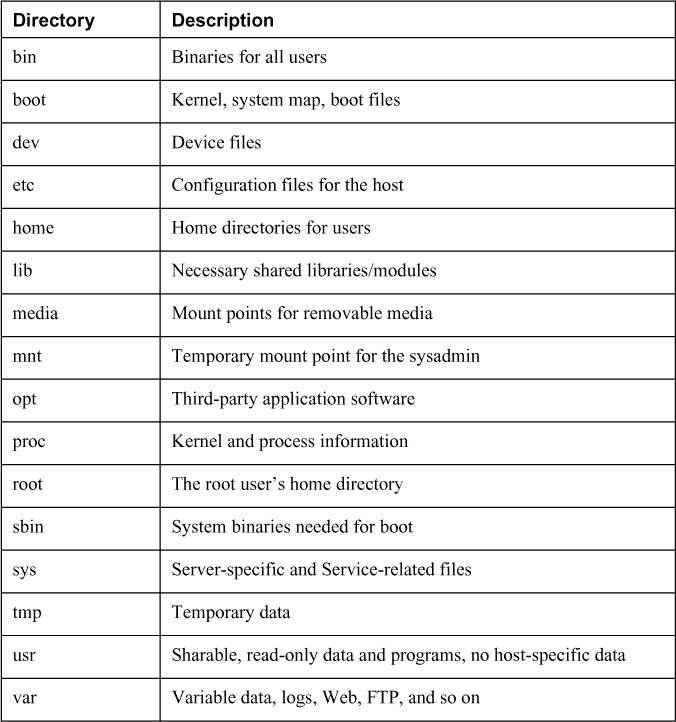 Directory Description
bin Binaries for all users
boot Kernel, system map, boot files
dev Device files
etc Configuration files for the host
home Home directories for users
lib Necessary shared libraries/modules
media Mount points for removable media
mnt Temporary mount point for the sysadmin
opt Third-party application software
proc Kernel and process information
root The root user’s home directory
sbin System binaries needed for boot
sys Server-specific and Service-related files
tmp Temporary data
usr Sharable, read-only data and programs, no host-specific data
var Variable data, logs, Web, FTP, and so on